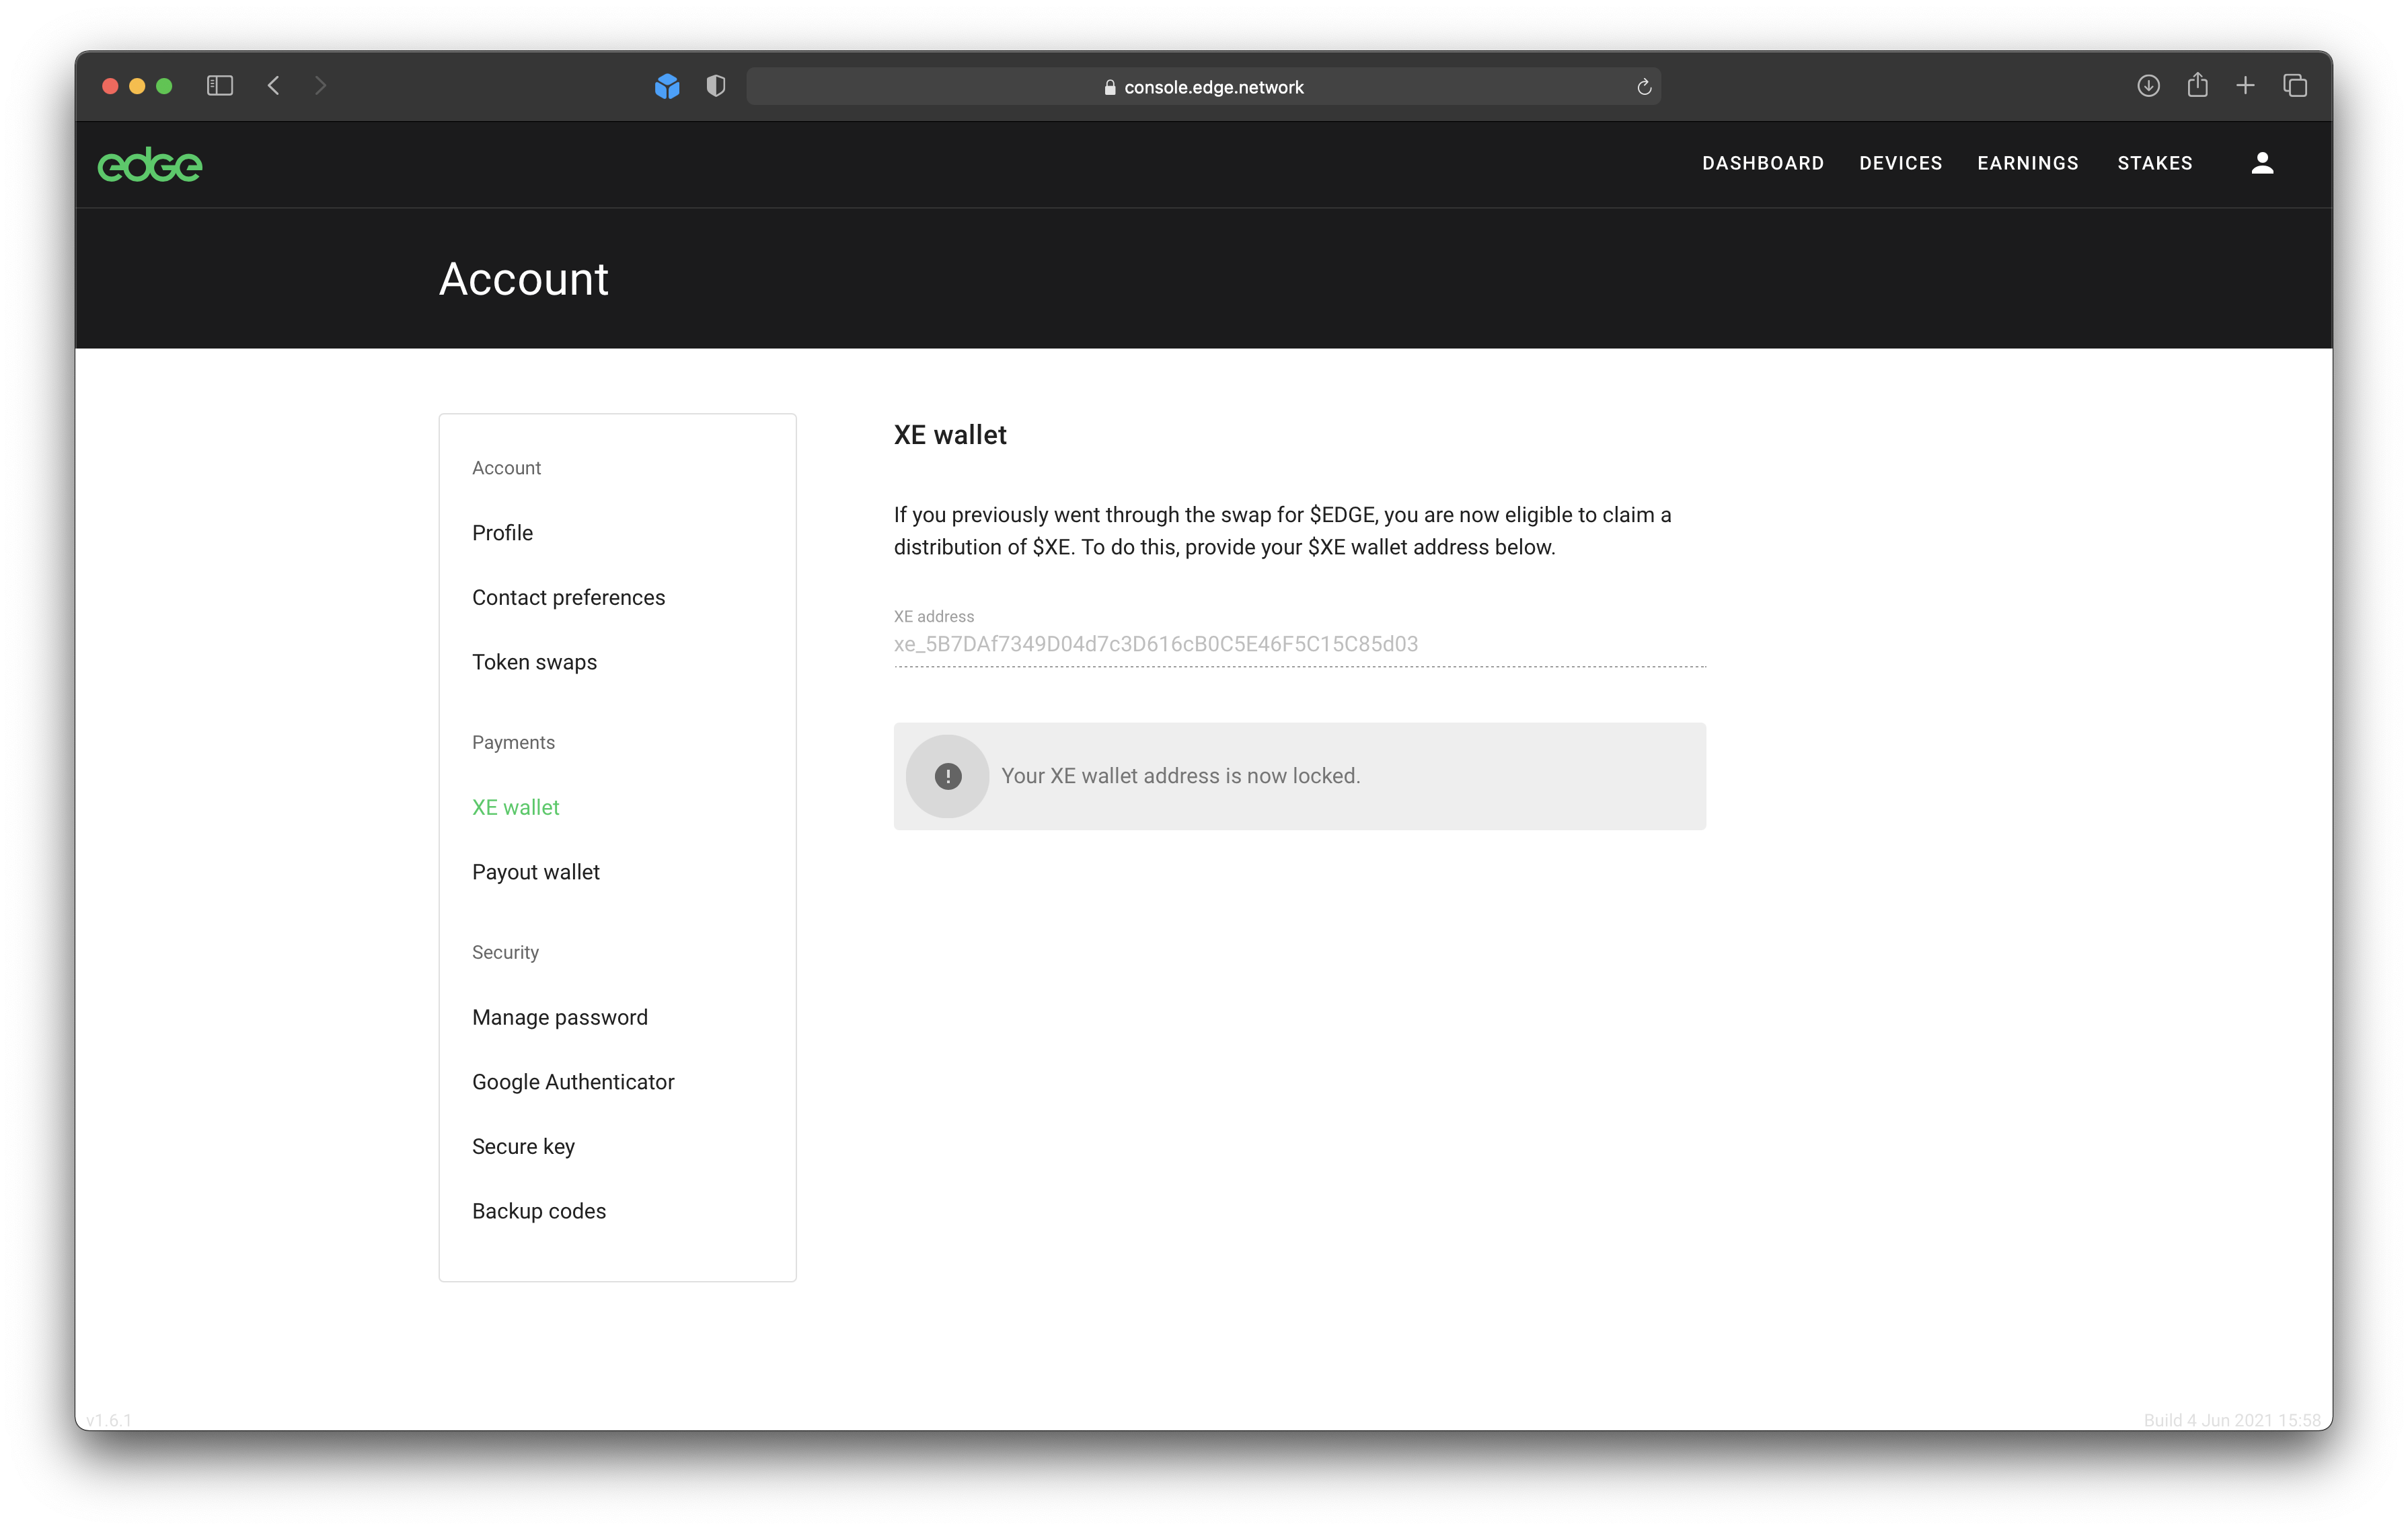 console.edge.network
edge
DASHBOARD DEVICES EARNINGS STAKES
Account
Account
Profile
Contact preferences
Token swaps
Payments
XE wallet
Payout wallet
Security
Manage password
Google Authenticator
Secure key
Backup codes
XE wallet
If you previously went through the swap for $EDGE, you are now eligible to claim a
distribution of $XE. To do this, provide your $XE wallet address below.
XE address
xe_5B7DAf7349D04d7c3D616cB0C5E46F5C15C85d03
Your XE wallet address is now locked.
v1.6.1
Build 4 Jun 2021 15:58